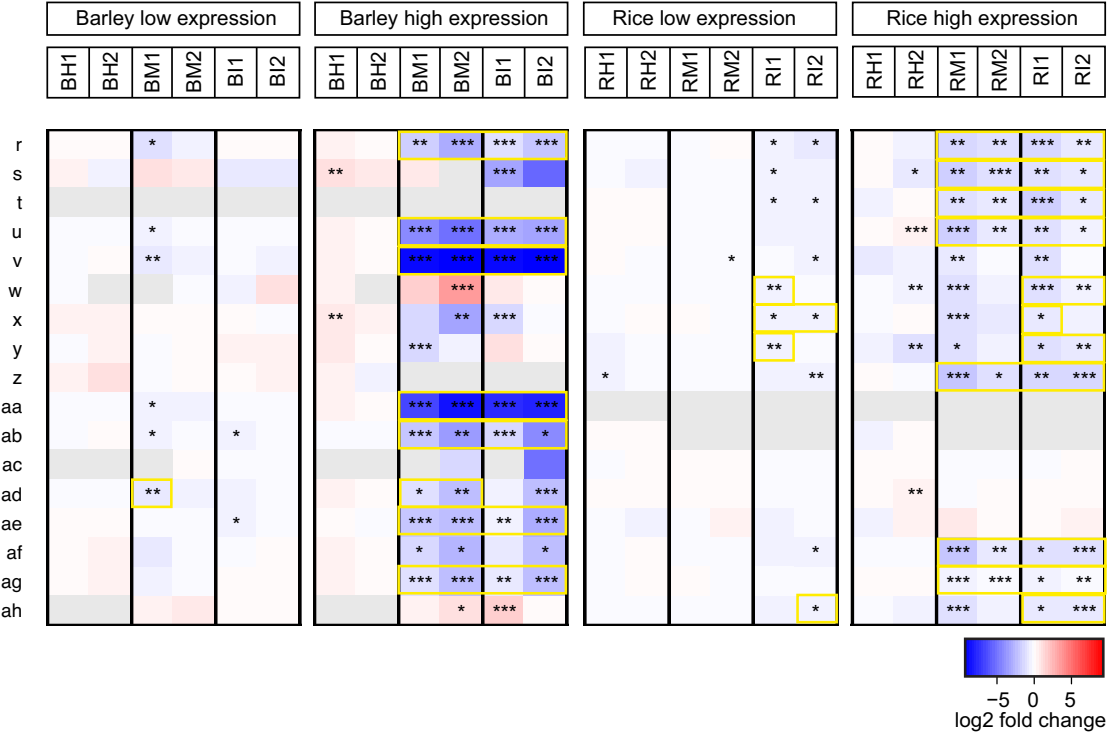 Barley low expression Barley high expression Rice low expression Rice high expression
BH1 BH2 BM1 BM2 BI1 BI2 BH1 BH2 BM1 BM2 BI1 BI2 RH1 RH2 RM1 RM2 RI1 RI2 RH1 RH2 RM1 RM2 RI1 RI2
r * ** *** *** *** * * ** ** *** **
s ** *** * * ** *** ** *
t * * ** ** *** *
u * *** *** *** *** *** *** ** ** *
v ** *** *** *** *** * * ** **
w *** ** ** *** *** **
x ** ** *** * * *** *
y *** ** ** * * **
z * ** *** * ** ***
aa * *** *** *** ***
ab * * *** ** *** *
ac
ad ** * ** *** **
ae * *** *** ** ***
af * * * * *** ** * ***
ag *** *** ** *** *** *** * **
ah * *** * *** * ***
−5 0 5
log2 fold change